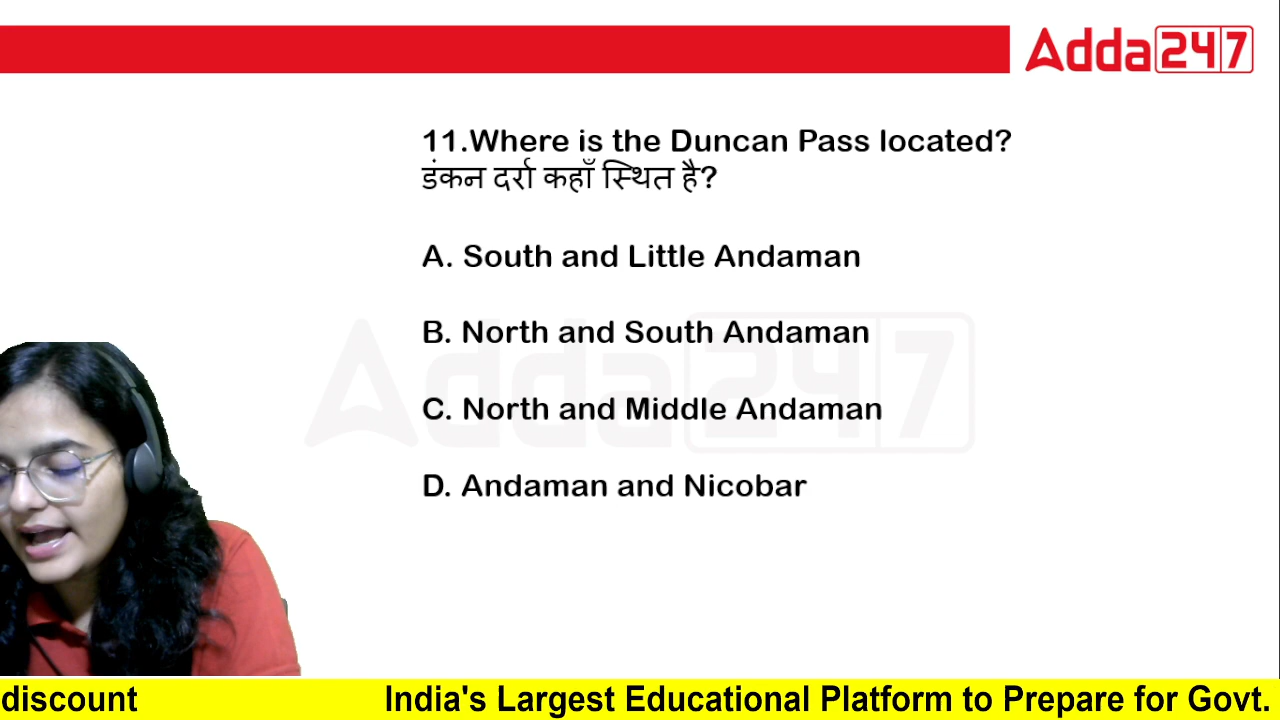 Adda247
11.Where is the Duncan Pass located?
डंकन दर्रा कहाँ स्थित है?
A. South and Little Andaman
B. North and South Andaman
C. North and Middle Andaman
D. Andaman and Nicobar
Adda247
discount India's Largest Educational Platform to Prepare for Govt.